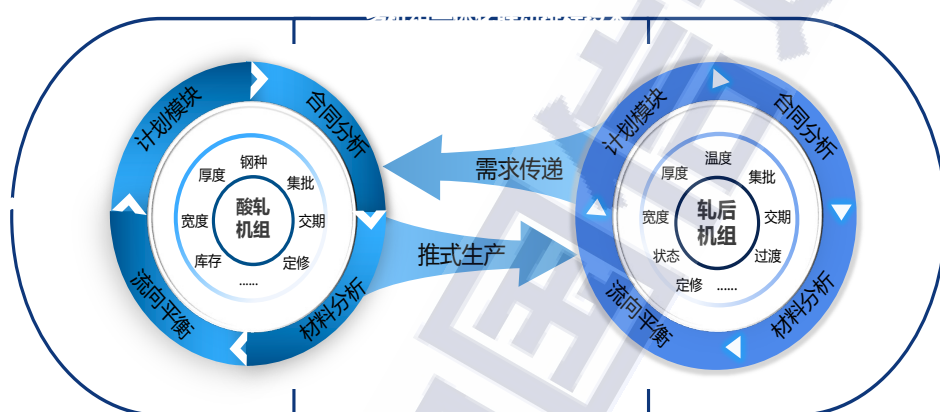 计划模块
合同分析
材料分析
流向平衡
钢种
厚度
集批
宽度
酸轧
机组
交期
库存
定修
......
需求传递
推式生产
计划模块
合同分析
材料分析
流向平衡
温度
厚度
集批
宽度
轧后
机组
交期
状态
过渡
定修
......